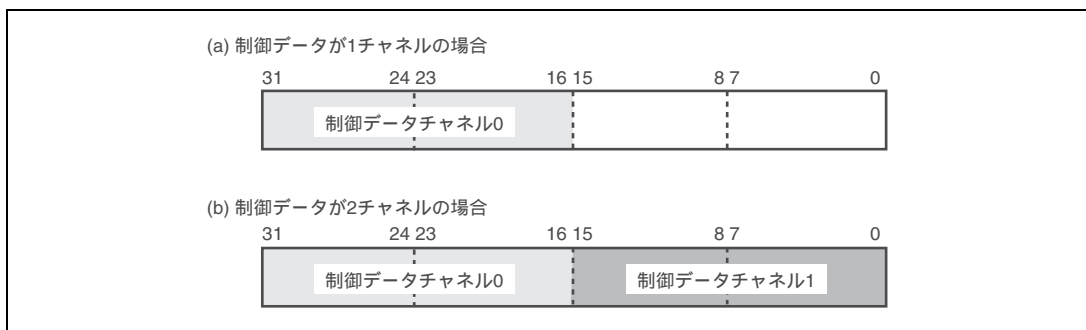 (a) 制御データが1チャネルの場合
31 24 23 16 15 8 7 0
制御データチャネル0
(b) 制御データが2チャネルの場合
31 24 23 16 15 8 7 0
制御データチャネル0 制御データチャネル1